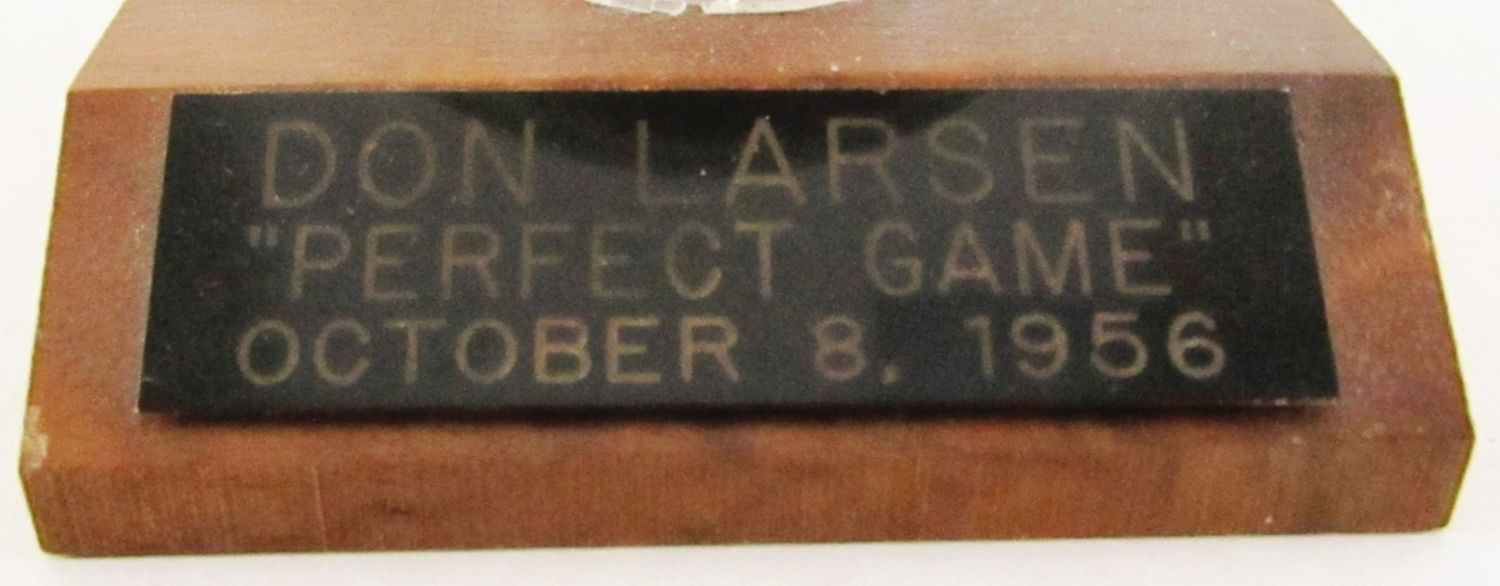 DON LARSEN
"PERFECT GAME"
OCTOBER 8, 1956